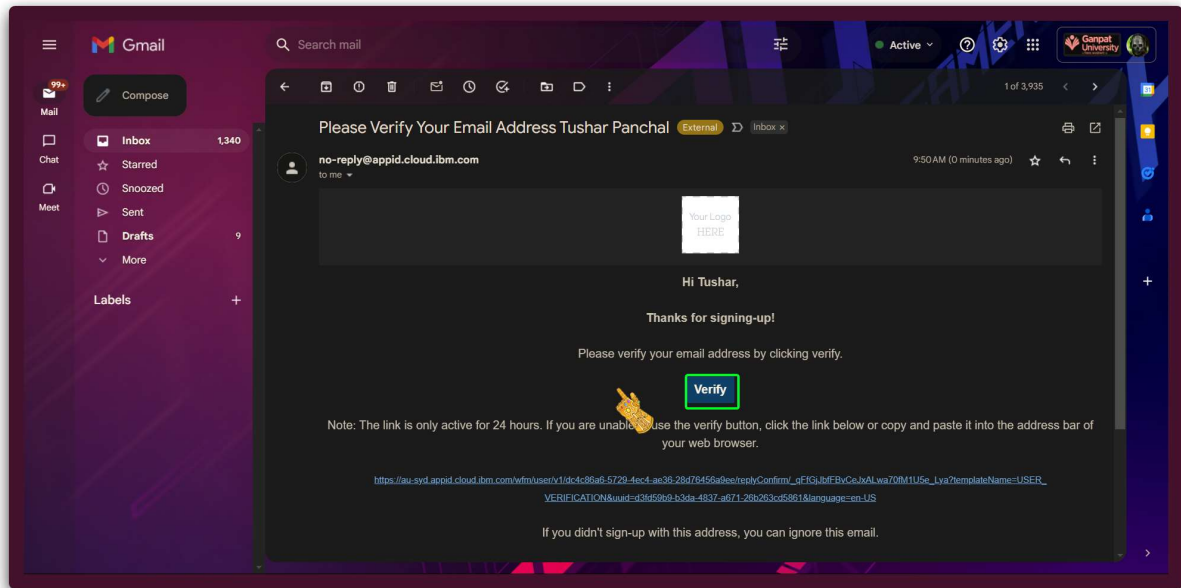 Gmail
Search mail
Active
Ganpat
University
99+
Mail
Compose
1 of 3,935
Chat
Meet
Inbox 1,340
Starred
Snoozed
Sent
Drafts 9
More
Labels
Please Verify Your Email Address Tushar Panchal External Inbox x
no-reply@appid.cloud.ibm.com 9:50 AM (0 minutes ago)
to me
Your Logo
HERE
Hi Tushar,
Thanks for signing-up!
Please verify your email address by clicking verify.
Verify
Note: The link is only active for 24 hours. If you are unable use the verify button, click the link below or copy and paste it into the address bar of
your web browser.
https://au-syd.appid.cloud.ibm.com/wfm/user/v1/dc4c86a6-5729-4ec4-ae36-28d76456a9ee/replyConfirm/_qFfGjJbfFBvCeJxALwa70fM1U5e_Lya?templateName=USER_
VERIFICATION&uuid=d3fd59b9-b3da-4837-a671-26b263cd5861&language=en-US
If you didn't sign-up with this address, you can ignore this email.